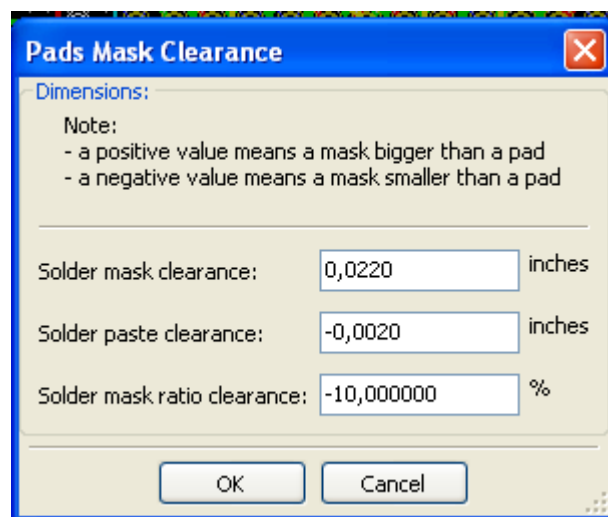 Pads Mask Clearance
Dimensions:
Note:
- a positive value means a mask bigger than a pad
- a negative value means a mask smaller than a pad
Solder mask clearance: 0,0220 inches
Solder paste clearance: -0,0020 inches
Solder mask ratio clearance: -10,000000 %
OK Cancel